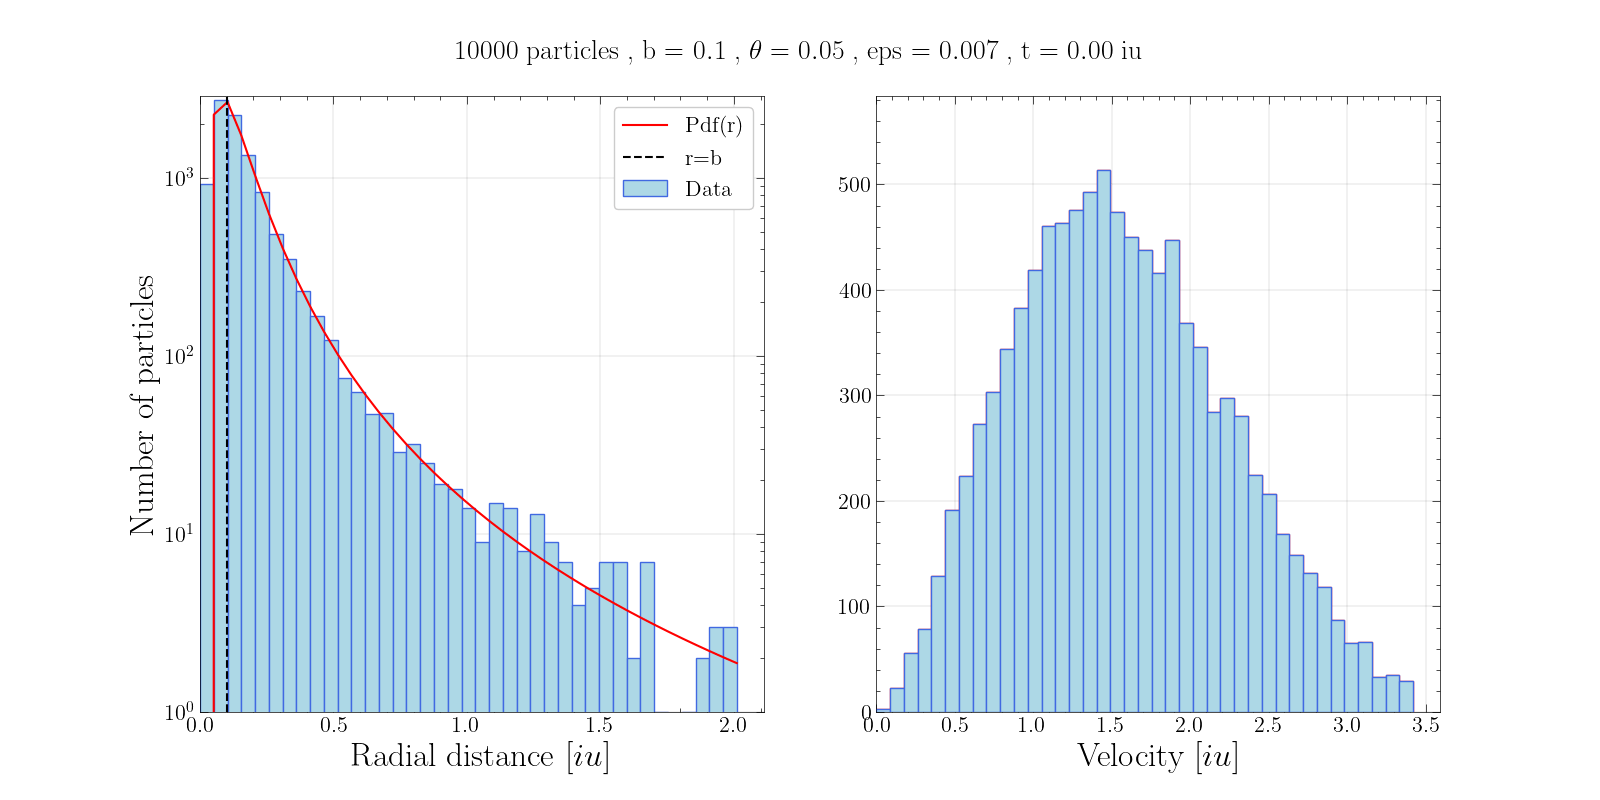 10000 particles , b = 0.1 , θ = 0.05 , eps = 0.007 , t = 0.00 iu
Pdf(r)
r=b
Data
Number of particles
10³
10²
10¹
10⁰
0.0 0.5 1.0 1.5 2.0
Radial distance [iu]
500
400
300
200
100
0
0.0 0.5 1.0 1.5 2.0 2.5 3.0 3.5
Velocity [iu]